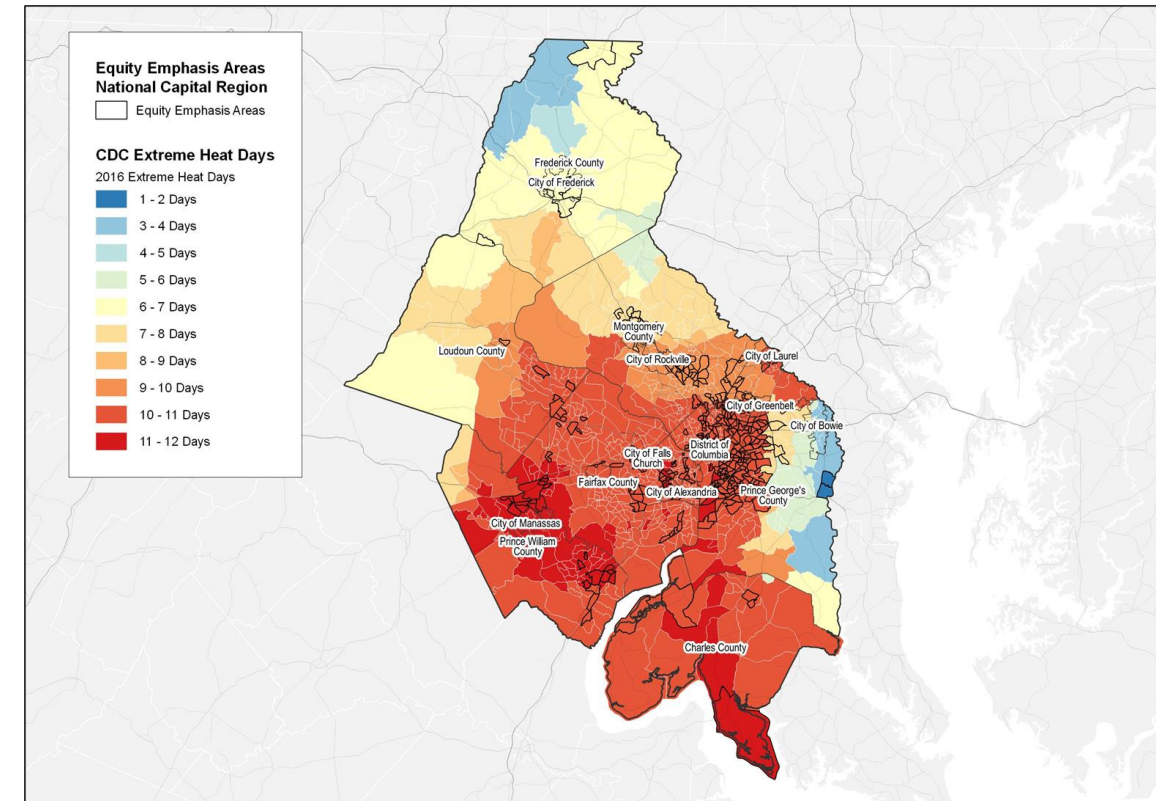 Equity Emphasis Areas
National Capital Region
Equity Emphasis Areas
CDC Extreme Heat Days
2016 Extreme Heat Days
1 - 2 Days
3 - 4 Days
4 - 5 Days
5 - 6 Days
6 - 7 Days
7 - 8 Days
8 - 9 Days
9 - 10 Days
10 - 11 Days
11 - 12 Days
Frederick County
City of Frederick
Montgomery
County
Loudoun County
City of Rockville
City of Laurel
City of Greenbelt
City of Bowie
District of
Columbia
City of Falls
Church
Fairfax County
City of Alexandria
Prince George's
County
City of Manassas
Prince William
County
Charles County